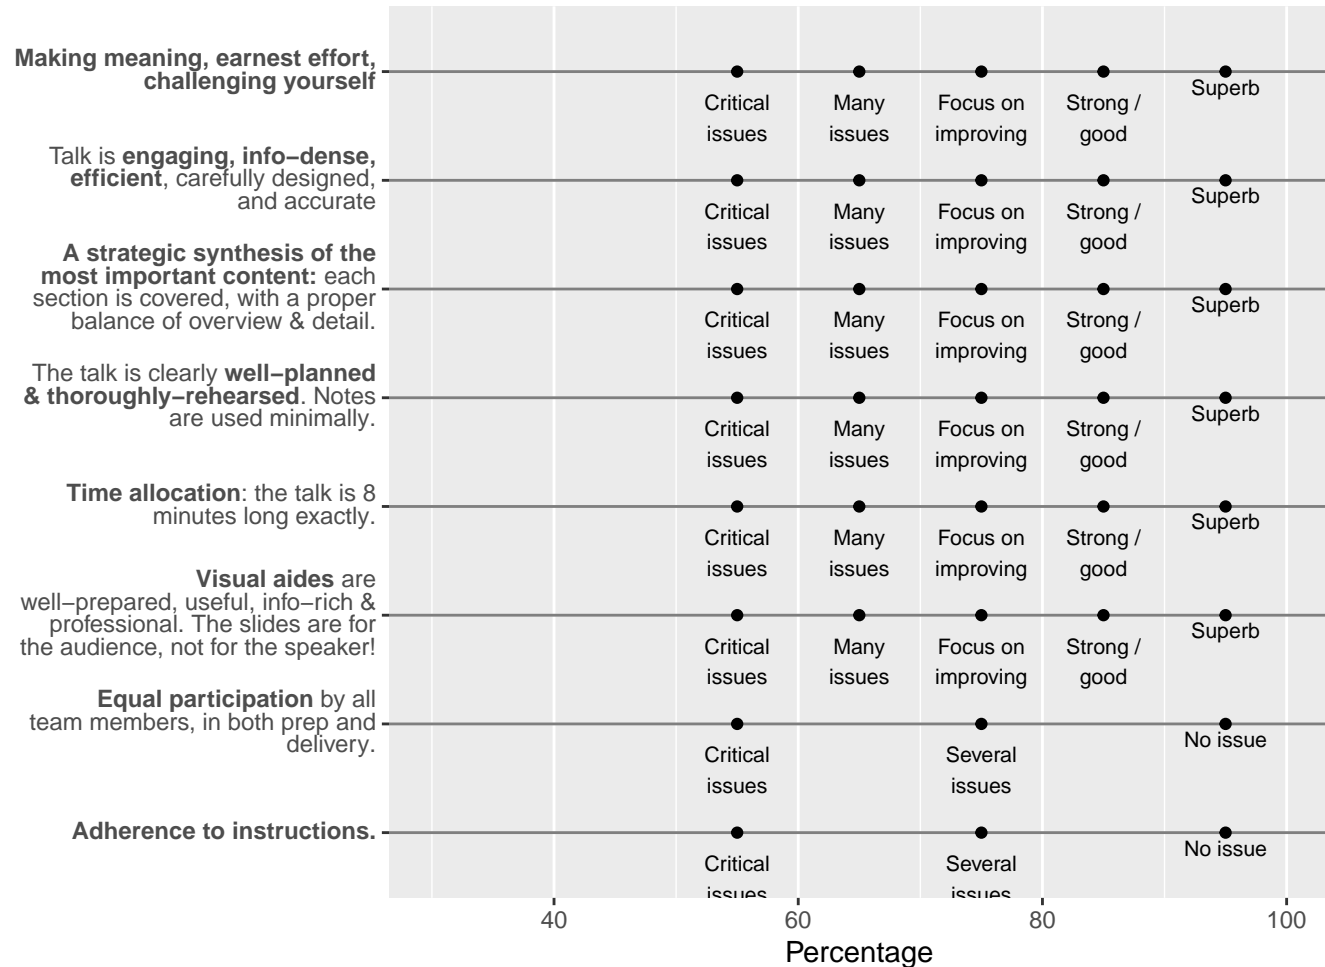 Making meaning, earnest effort,
challenging yourself
Critical issues
Many issues
Focus on improving
Strong / good
Superb
Talk is engaging, info–dense,
efficient, carefully designed,
and accurate
Critical issues
Many issues
Focus on improving
Strong / good
Superb
A strategic synthesis of the
most important content: each
section is covered, with a proper
balance of overview & detail.
Critical issues
Many issues
Focus on improving
Strong / good
Superb
The talk is clearly well–planned
& thoroughly–rehearsed. Notes
are used minimally.
Critical issues
Many issues
Focus on improving
Strong / good
Superb
Time allocation: the talk is 8
minutes long exactly.
Critical issues
Many issues
Focus on improving
Strong / good
Superb
Visual aides are
well–prepared, useful, info–rich &
professional. The slides are for
the audience, not for the speaker!
Critical issues
Many issues
Focus on improving
Strong / good
Superb
Equal participation by all
team members, in both prep and
delivery.
Critical issues
Several issues
No issue
Adherence to instructions.
Critical issues
Several issues
No issue
40
60
80
100
Percentage